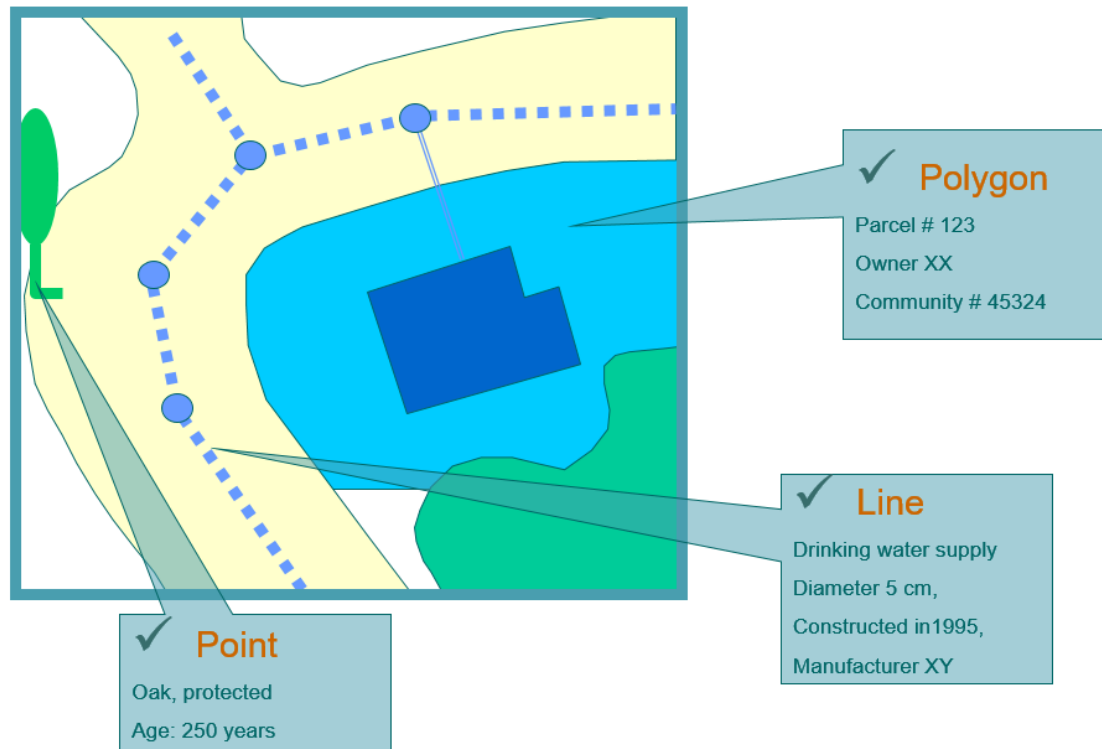 Polygon
Parcel # 123
Owner XX
Community # 45324
Line
Drinking water supply
Diameter 5 cm,
Constructed in1995,
Manufacturer XY
Point
Oak, protected
Age: 250 years